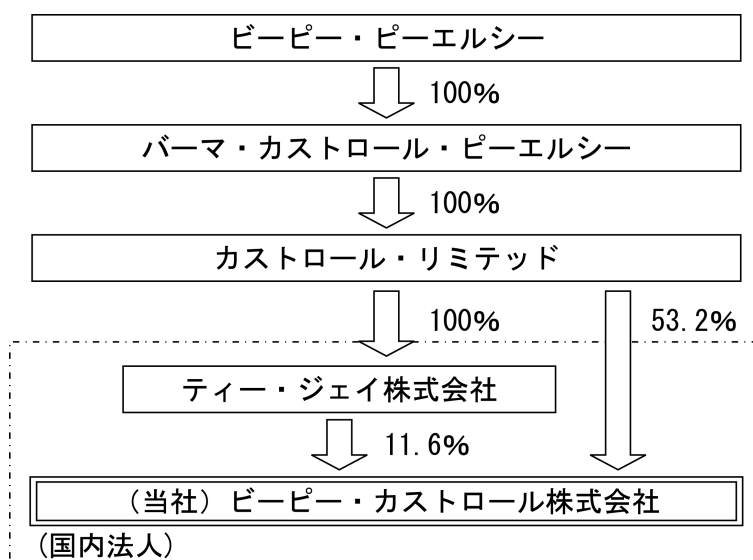 ビーピー・ピーエルシー
100%
バーマ・カストロール・ピーエルシー
100%
カストロール・リミテッド
100%
53.2%
ティー・ジェイ株式会社
11.6%
（当社）ビーピー・カストロール株式会社
（国内法人）